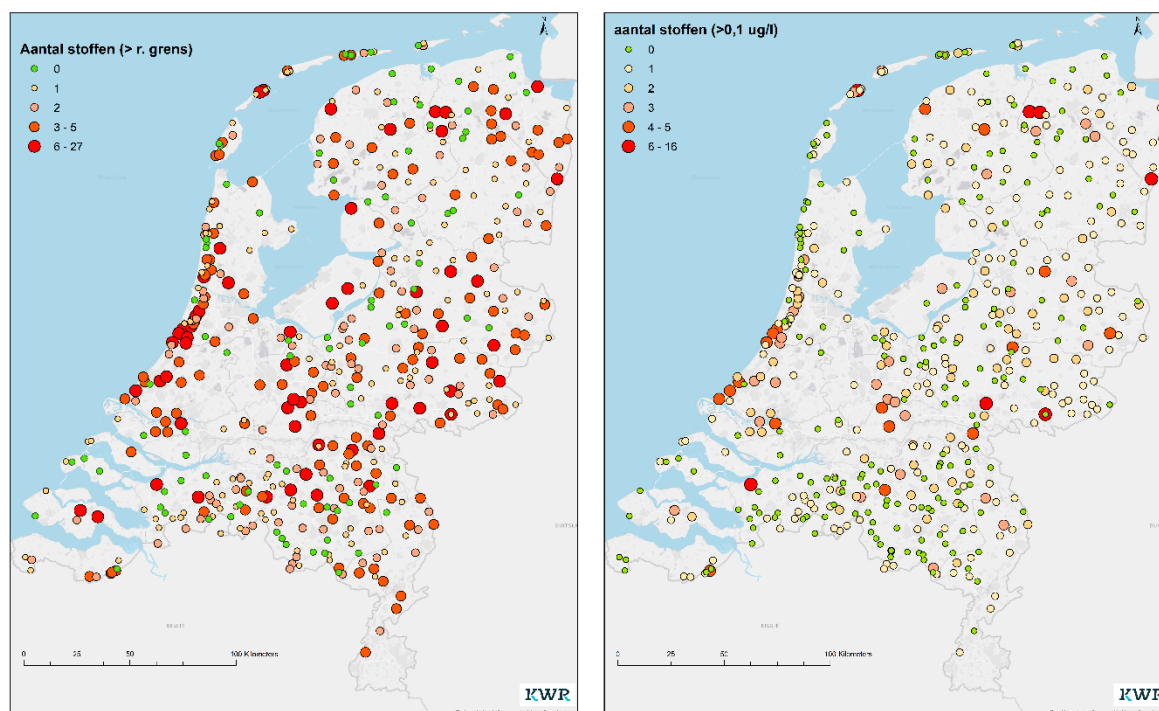 N
Aantal stoffen (> r. grens)
0
1
2
3 - 5
6 - 27
0 25 50 100 Kilometers
KWR
N
aantal stoffen (>0,1 ug/l)
0
1
2
3
4 - 5
6 - 16
0 25 50 100 Kilometers
KWR